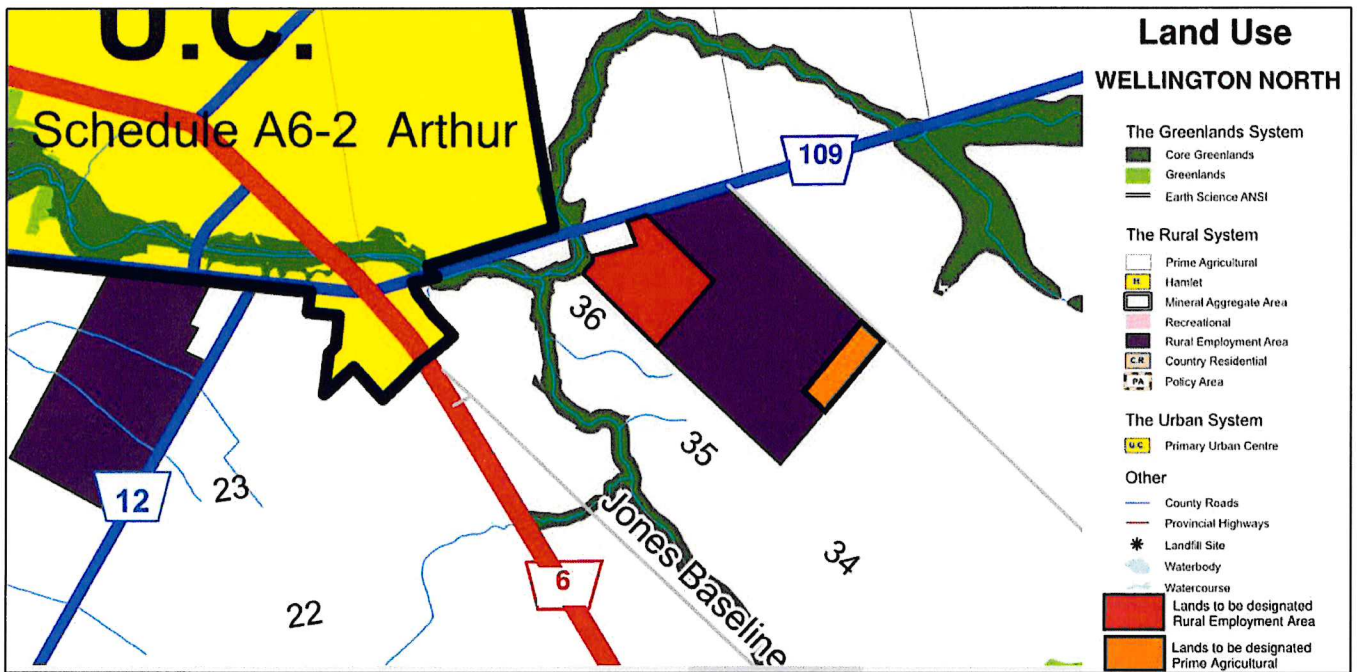 U.C.
Schedule A6-2 Arthur
109
36
35
34
12
23
22
6
Jones Baseline
Land Use
WELLINGTON NORTH
The Greenlands System
Core Greenlands
Greenlands
Earth Science ANSI
The Rural System
Prime Agricultural
H Hamlet
Mineral Aggregate Area
Recreational
Rural Employment Area
C.R Country Residential
PA Policy Area
The Urban System
U.C Primary Urban Centre
Other
County Roads
Provincial Highways
Landfill Site
Waterbody
Watercourse
Lands to be designated
Rural Employment Area
Lands to be designated
Prime Agricultural